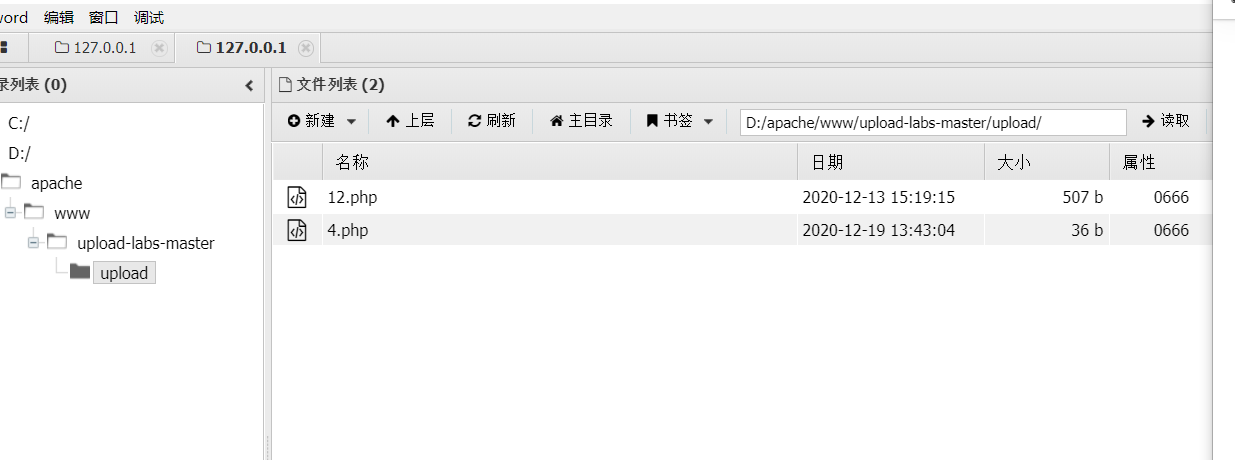 word 编辑 窗口 调试
127.0.0.1 127.0.0.1
录列表 (0)
文件列表 (2)
C:/
D:/
apache
www
upload-labs-master
upload
新建 上层 刷新 主目录 书签 D:/apache/www/upload-labs-master/upload/ 读取
名称 日期 大小 属性
12.php 2020-12-13 15:19:15 507 b 0666
4.php 2020-12-19 13:43:04 36 b 0666